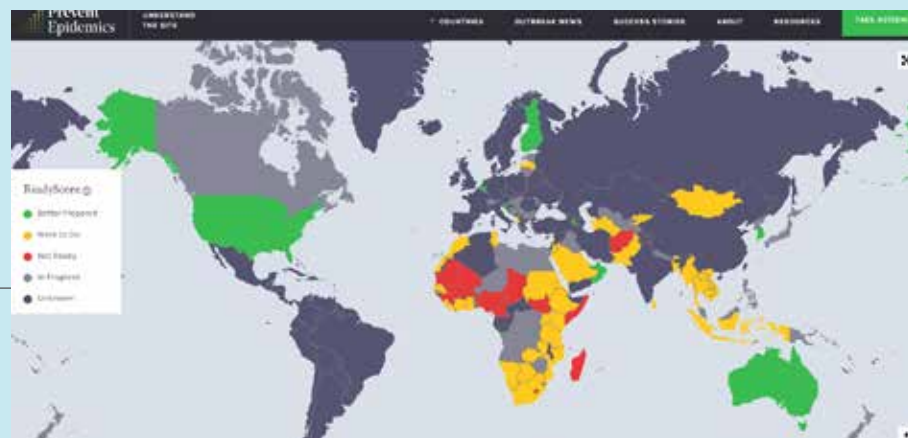 Prevent
Epidemics
UNDERSTAND
THE SITE
COUNTRIES
OUTBREAK NEWS
SUCCESS STORIES
ABOUT
RESOURCES
ReadyScore
Better Prepared
Work to Do
Not Ready
In Progress
Unknown